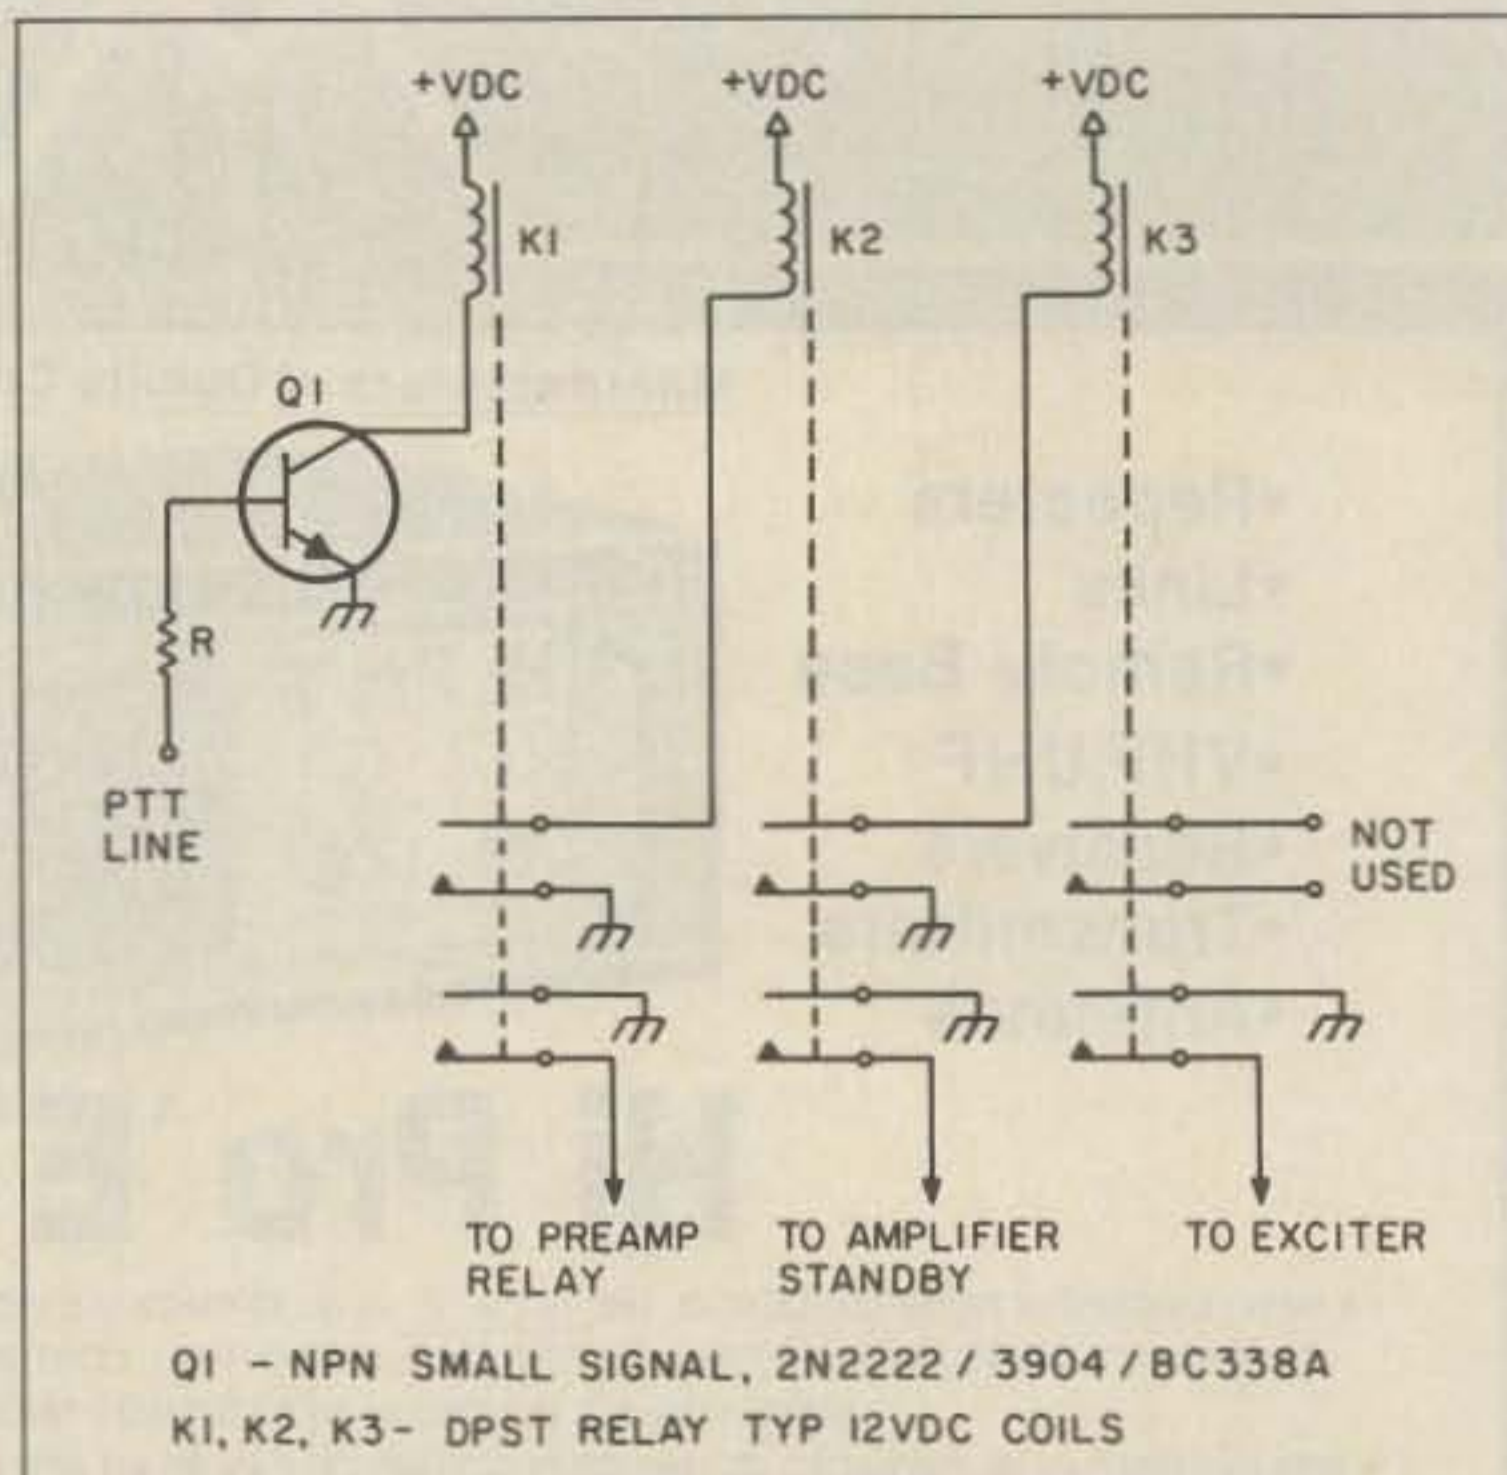 +VDC
+VDC
+VDC
K1
K2
K3
Q1
R
PTT
LINE
NOT
USED
TO PREAMP
RELAY
TO AMPLIFIER
STANDBY
TO EXCITER
Q1 - NPN SMALL SIGNAL, 2N2222 / 3904 / BC338A
K1, K2, K3 - DPST RELAY TYP 12VDC COILS